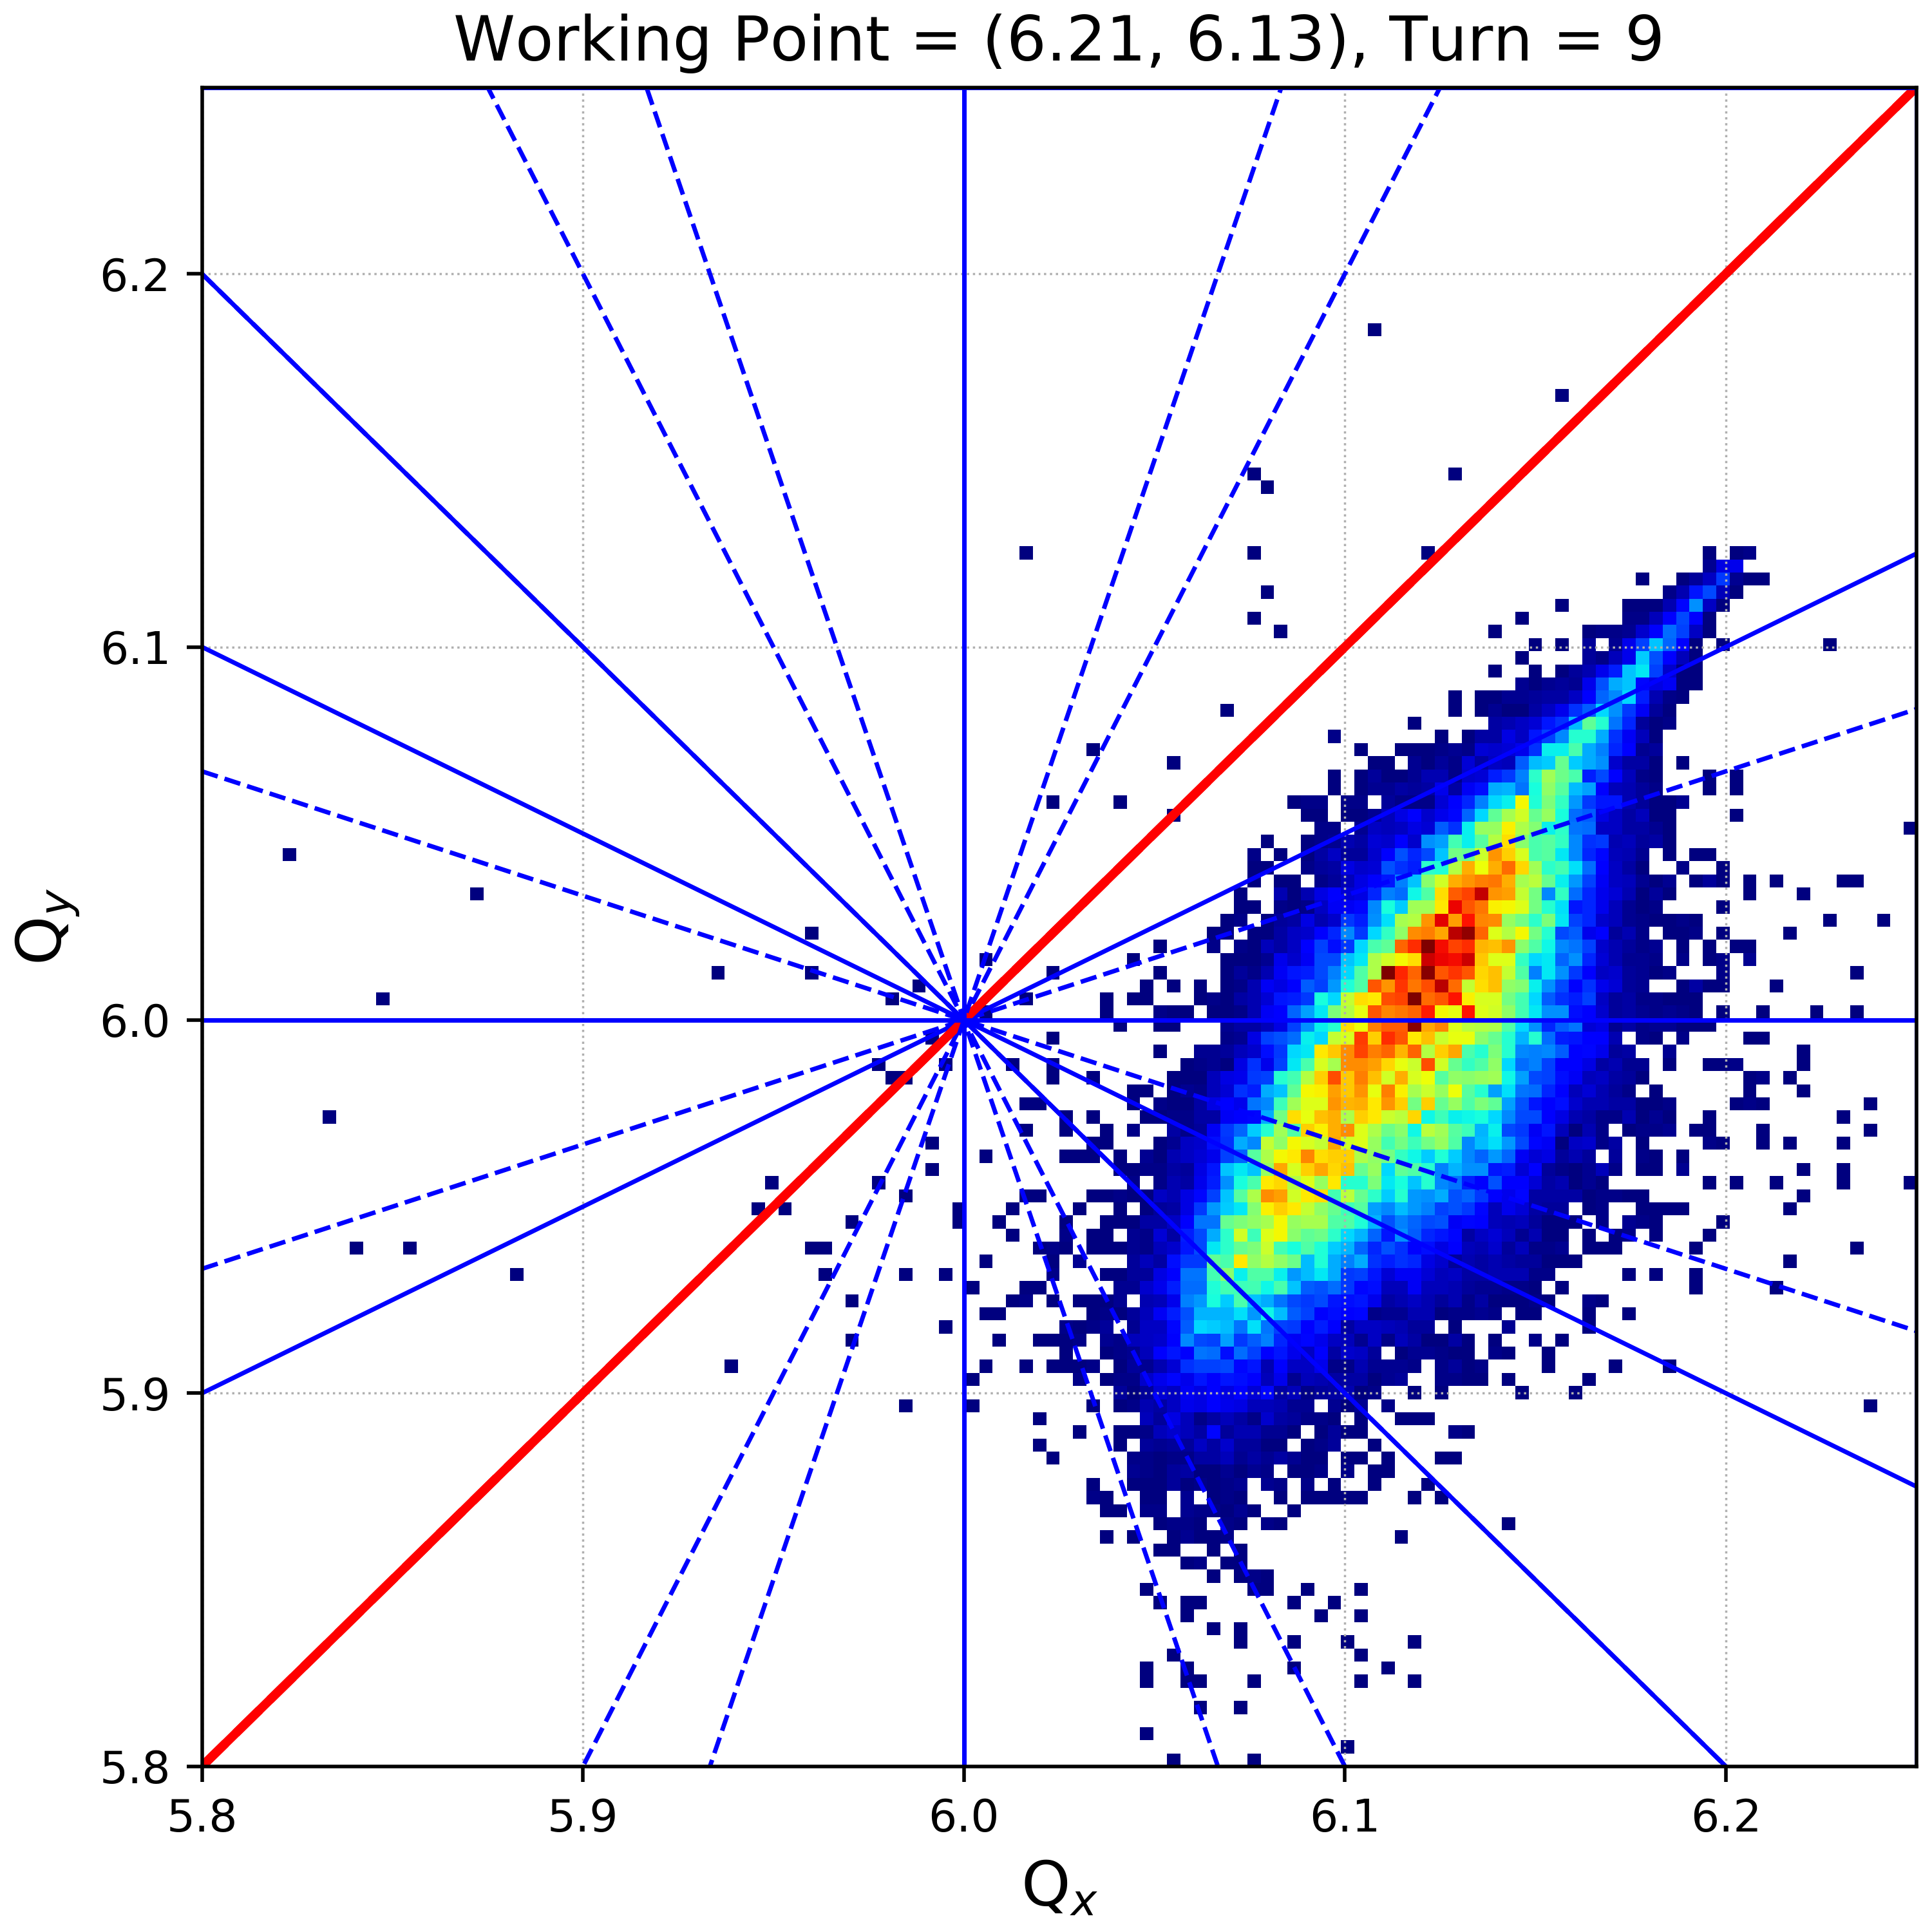 Working Point = (6.21, 6.13), Turn = 9
6.2
6.1
6.0
5.9
5.8
Qy
5.8 5.9 6.0 6.1 6.2
Qx